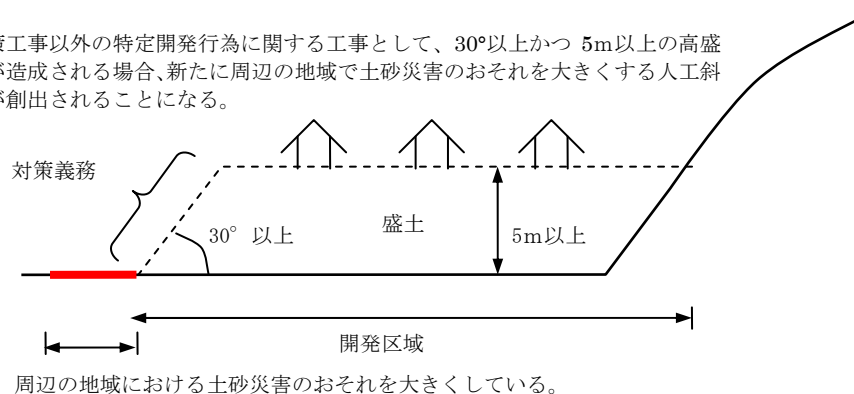 工事以外の特定開発行為に関する工事として、30°以上かつ 5m以上の高盛
造成される場合、新たに周辺の地域で土砂災害のおそれを大きくする人工斜
創出されることになる。
対策義務
30° 以上
盛土
5m以上
開発区域
周辺の地域における土砂災害のおそれを大きくしている。